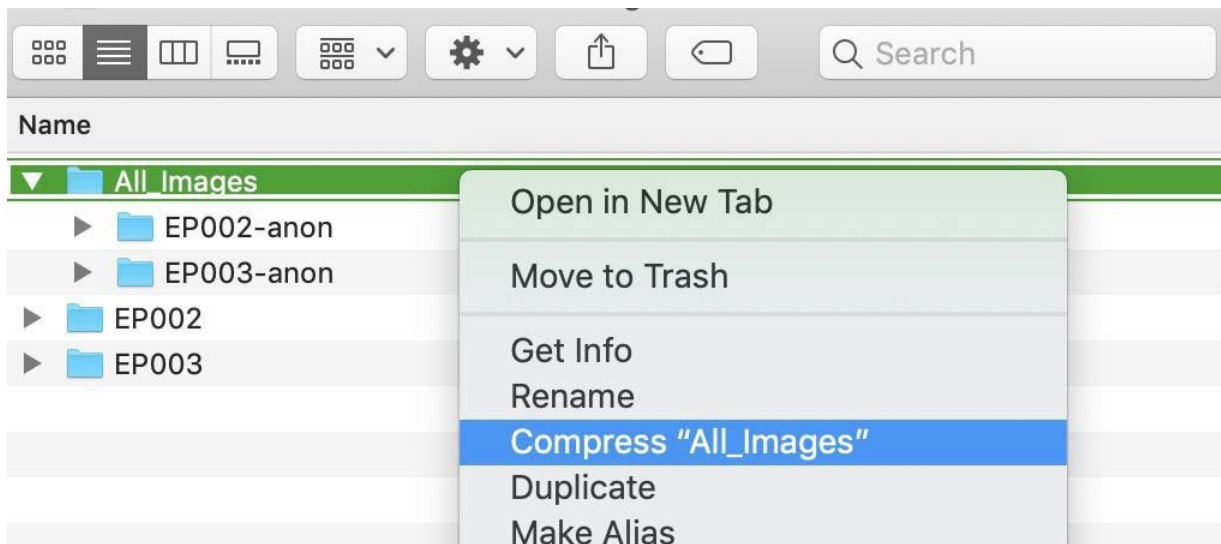 Search
Name
All_Images
EP002-anon
EP003-anon
EP002
EP003
Open in New Tab
Move to Trash
Get Info
Rename
Compress “All_Images”
Duplicate
Make Alias